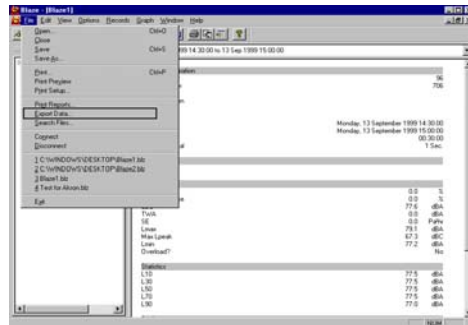 Blaze - [Blaze1]
File Edit View Options Records Graph Window Help
Open... Ctrl+O
Close
Save Ctrl+S
Save As...
Print... Ctrl+P
Print Preview
Print Setup...
Print Reports...
Export Data...
Search Files...
Connect
Disconnect
1 C:\WINDOWS\DESKTOP\Blaze1.blz
2 C:\WINDOWS\DESKTOP\Blaze2.blz
3 Blaze1.blz
4 Test for Alison.blz
Exit
99 14:30:00 to 13 Sep 1999 15:00:00
96
706
Monday, 13 September 1999 14:30:00
Monday, 13 September 1999 15:00:00
00:30:00
1 Sec.
0.0 %
0.0 %
77.6 dBA
TWA 0.0 dBA
SE 0.0 Pa²hr
Lmax 79.1 dBA
Max Lpeak 67.3 dBC
Lmin 77.2 dBA
Overload? No
Statistics
L10 77.5 dBA
L30 77.5 dBA
L50 77.5 dBA
L70 77.5 dBA
L90 77.0 dBA
NUM